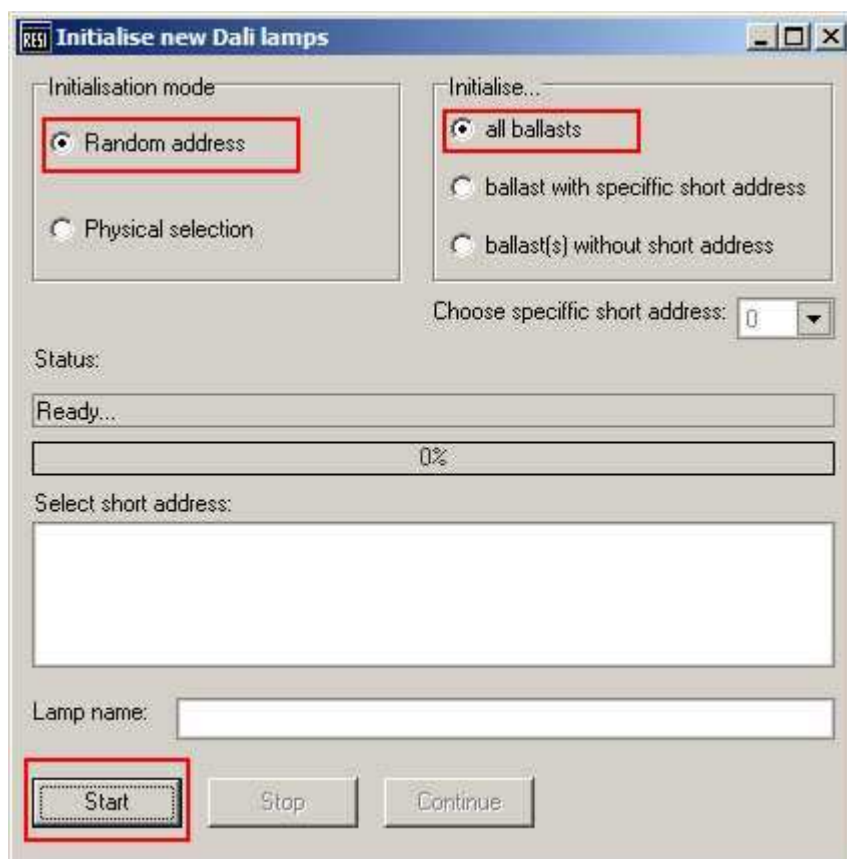 RESI Initialise new Dali lamps
Initialisation mode
Random address
Physical selection
Initialise...
all ballasts
ballast with speciffic short address
ballast(s) without short address
Choose speciffic short address: 0
Status:
Ready...
0%
Select short address:
Lamp name:
Start Stop Continue